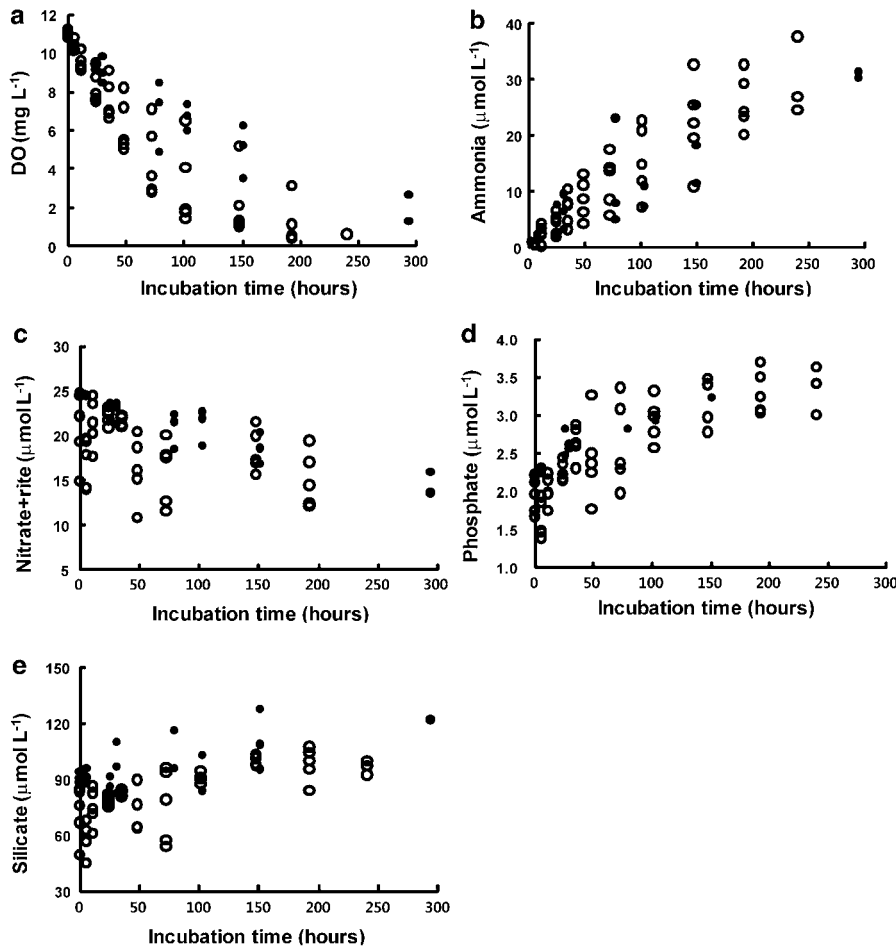 a
12
10
8
6
4
2
0
DO (mg L-1)
0 50 100 150 200 250 300
Incubation time (hours)
b
40
30
20
10
0
Ammonia (μmol L-1)
0 50 100 150 200 250 300
Incubation time (hours)
c
30
25
20
15
10
5
Nitrate+rite (μmol L-1)
0 50 100 150 200 250 300
Incubation time (hours)
d
4.0
3.5
3.0
2.5
2.0
1.5
1.0
Phosphate (μmol L-1)
0 50 100 150 200 250 300
Incubation time (hours)
e
150
120
90
60
30
Silicate (μmol L-1)
0 50 100 150 200 250 300
Incubation time (hours)